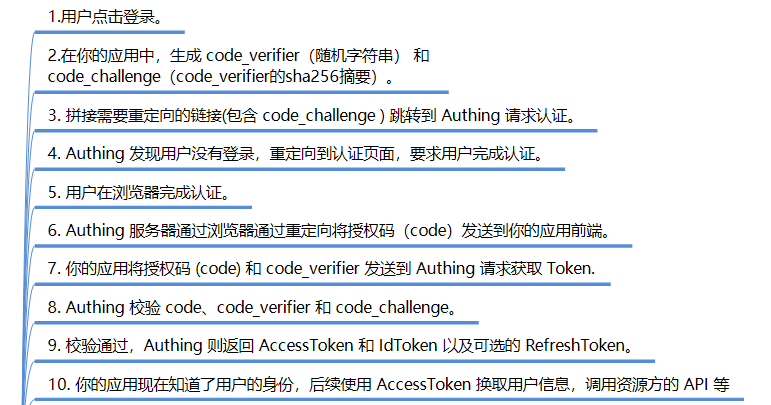 1.用户点击登录。
2.在你的应用中，生成 code_verifier（随机字符串） 和
code_challenge（code_verifier的sha256摘要）。
3. 拼接需要重定向的链接(包含 code_challenge ) 跳转到 Authing 请求认证。
4. Authing 发现用户没有登录，重定向到认证页面，要求用户完成认证。
5. 用户在浏览器完成认证。
6. Authing 服务器通过浏览器通过重定向将授权码（code）发送到你的应用前端。
7. 你的应用将授权码 (code) 和 code_verifier 发送到 Authing 请求获取 Token.
8. Authing 校验 code、code_verifier 和 code_challenge。
9. 校验通过，Authing 则返回 AccessToken 和 IdToken 以及可选的 RefreshToken。
10. 你的应用现在知道了用户的身份，后续使用 AccessToken 换取用户信息，调用资源方的 API 等